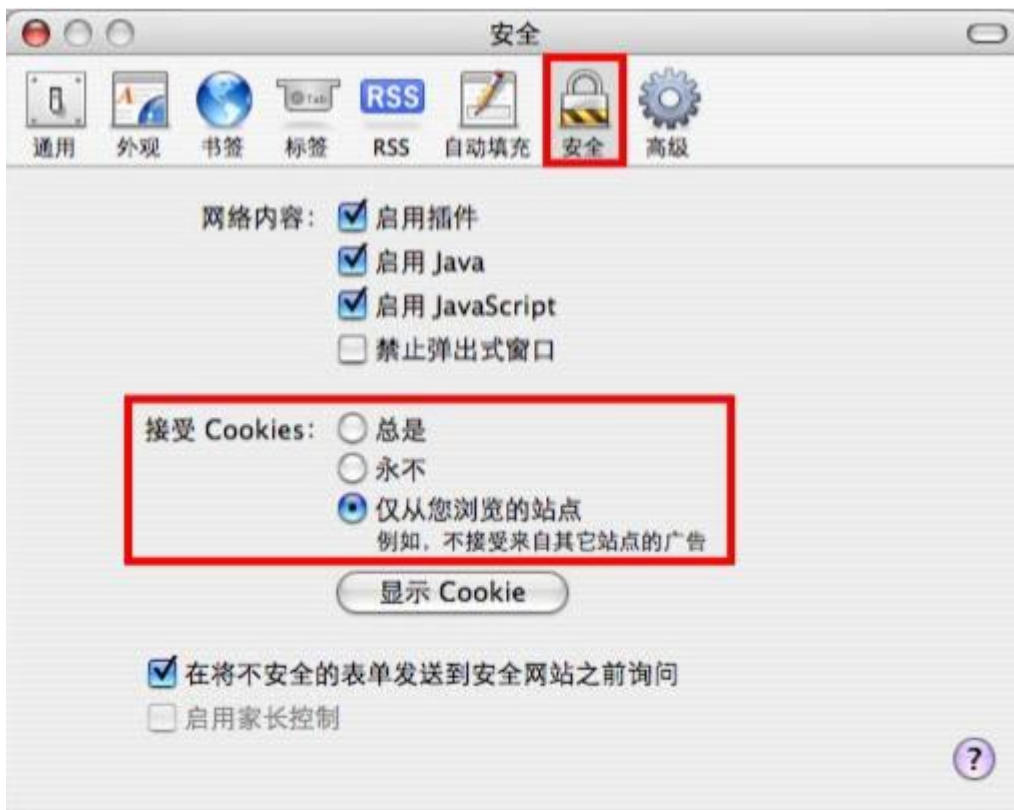 安全
Tab
RSS
通用 外观 书签 标签 RSS 自动填充 安全 高级
网络内容: 启用插件
启用 Java
启用 JavaScript
禁止弹出式窗口
接受 Cookies: 总是
永不
仅从您浏览的站点
例如，不接受来自其它站点的广告
显示 Cookie
在将不安全的表单发送到安全网站之前询问
启用家长控制
?